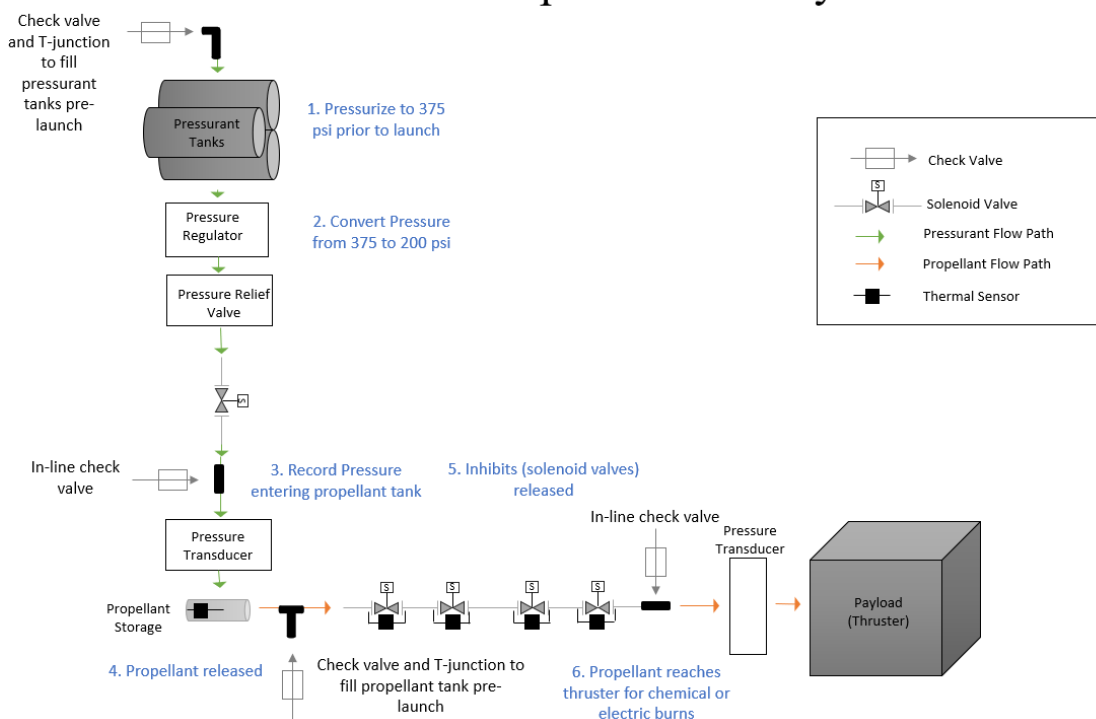 Check valve
and T-junction
to fill
pressurant
tanks pre-
launch
Pressurant
Tanks
1. Pressurize to 375
psi prior to launch
Pressure
Regulator
2. Convert Pressure
from 375 to 200 psi
Pressure Relief
Valve
S
Check Valve
S
Solenoid Valve
Pressurant Flow Path
Propellant Flow Path
Thermal Sensor
In-line check
valve
3. Record Pressure
entering propellant tank
5. Inhibits (solenoid valves)
released
In-line check valve
Pressure
Transducer
Pressure
Transducer
Propellant
Storage
S
S
S
S
Payload
(Thruster)
4. Propellant released
Check valve and T-junction to
fill propellant tank pre-
launch
6. Propellant reaches
thruster for chemical or
electric burns